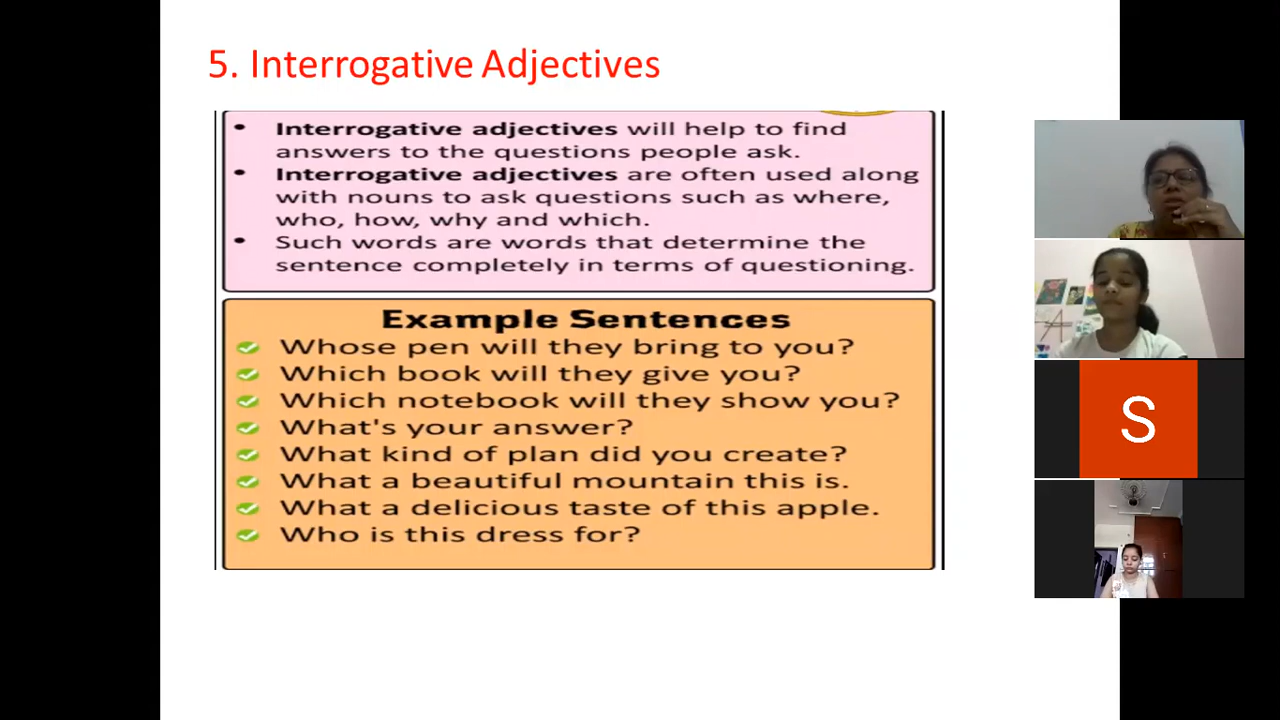 5. Interrogative Adjectives
• Interrogative adjectives will help to find
answers to the questions people ask.
• Interrogative adjectives are often used along
with nouns to ask questions such as where,
who, how, why and which.
• Such words are words that determine the
sentence completely in terms of questioning.
Example Sentences
Whose pen will they bring to you?
Which book will they give you?
Which notebook will they show you?
What's your answer?
What kind of plan did you create?
What a beautiful mountain this is.
What a delicious taste of this apple.
Who is this dress for?
S